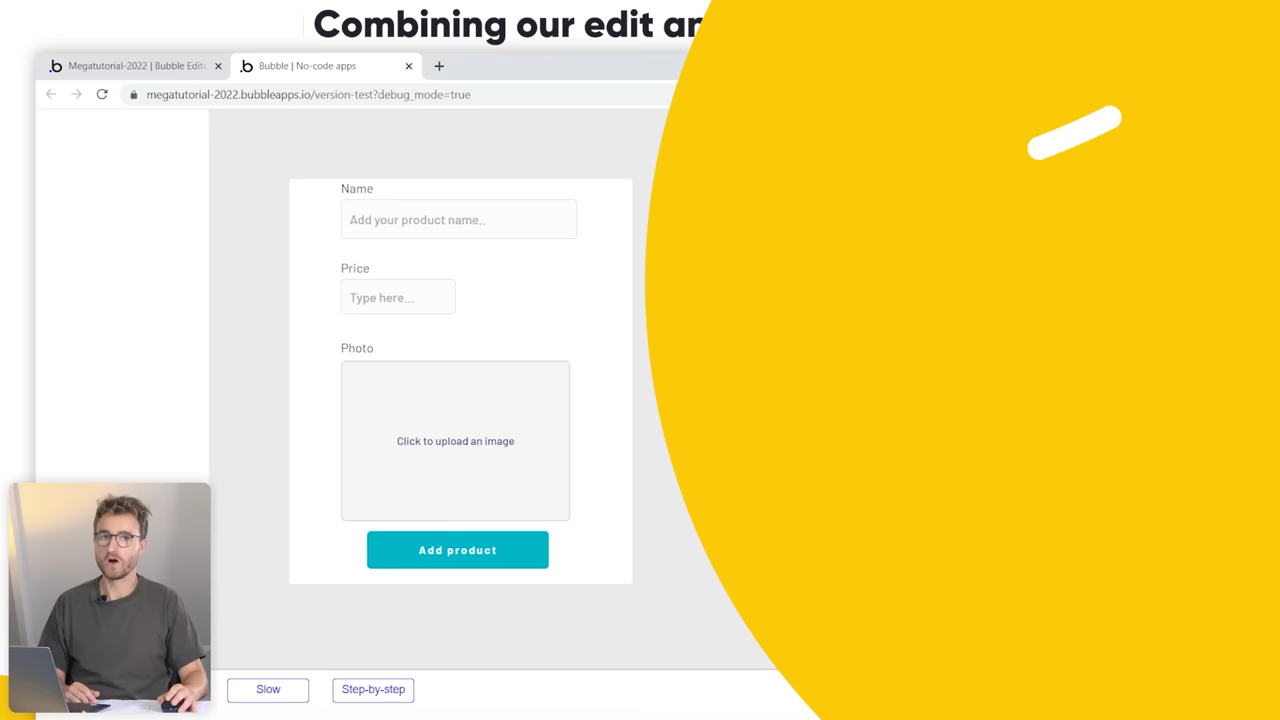 Combining our edit
Megatutorial-2022 | Bubble Edito
Bubble | No-code apps
megatutorial-2022.bubbleapps.io/version-test?debug_mode=true
Name
Add your product name..
Price
Type here...
Photo
Click to upload an image
Add product
Slow
Step-by-step